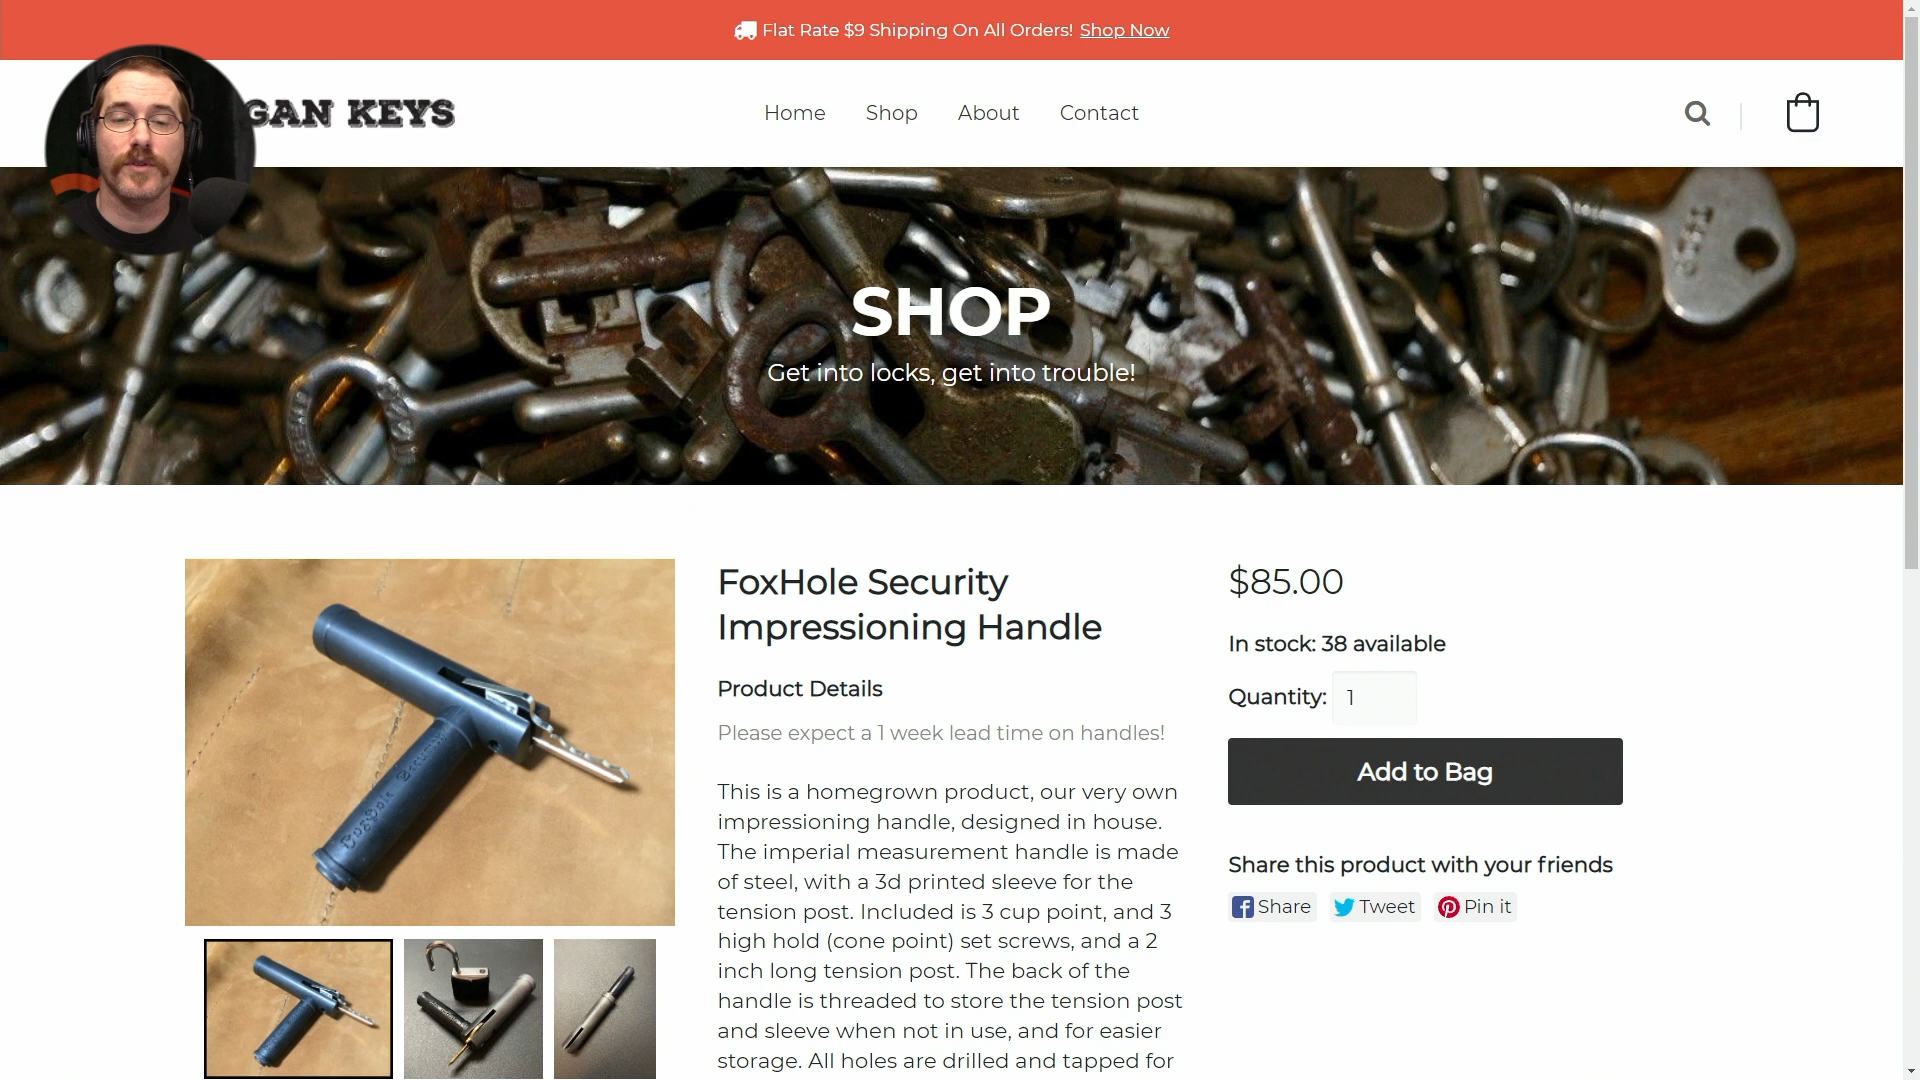 Flat Rate $9 Shipping On All Orders! Shop Now
GAN KEYS
Home Shop About Contact
SHOP
Get into locks, get into trouble!
FoxHole Security
Impressioning Handle
Product Details
Please expect a 1 week lead time on handles!
This is a homegrown product, our very own
impressioning handle, designed in house.
The imperial measurement handle is made
of steel, with a 3d printed sleeve for the
tension post. Included is 3 cup point, and 3
high hold (cone point) set screws, and a 2
inch long tension post. The back of the
handle is threaded to store the tension post
and sleeve when not in use, and for easier
storage. All holes are drilled and tapped for
$85.00
In stock: 38 available
Quantity: 1
Add to Bag
Share this product with your friends
Share Tweet Pin it